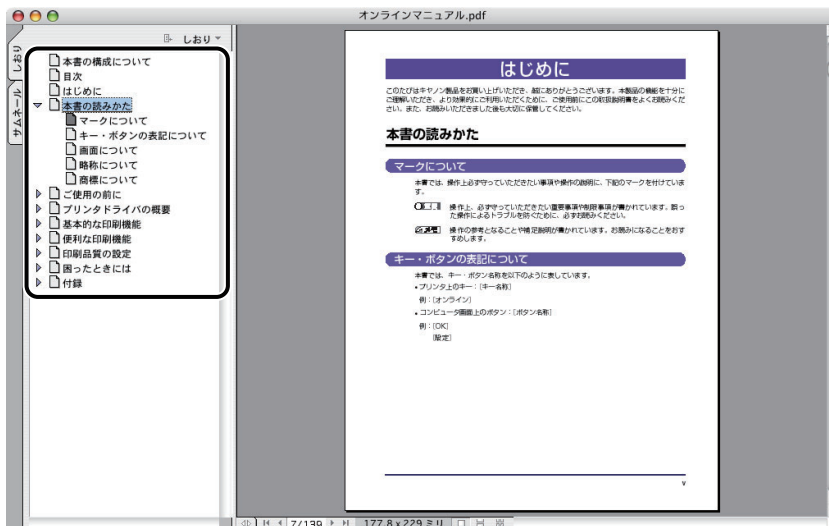 オンラインマニュアル.pdf
しおり
しおり
サムネール
本書の構成について
目次
はじめに
本書の読みかた
マークについて
キー・ボタンの表記について
画面について
略称について
商標について
ご使用の前に
プリンタドライバの概要
基本的な印刷機能
便利な印刷機能
印刷品質の設定
困ったときには
付録
はじめに
このたびはキヤノン製品をお買い上げいただき、誠にありがとうございます。本製品の機能を十分に
ご理解いただき、より効果的にご利用いただくために、ご使用前にこの取扱説明書をよくお読みくだ
さい。また、お読みいただきました後も大切に保管してください。
本書の読みかた
マークについて
本書では、操作上必ず守っていただきたい事項や操作の説明に、下記のマークを付けていま
す。
操作上、必ず守っていただきたい重要事項や制限事項が書かれています。誤っ
た操作によるトラブルを防ぐために、必ずお読みください。
操作の参考となることや補足説明が書かれています。お読みになることをおす
すめします。
キー・ボタンの表記について
本書では、キー・ボタン名称を以下のように表しています。
•プリンタ上のキー：[キー名称]
例：[オンライン]
•コンピュータ画面上のボタン：[ボタン名称]
例：[OK]
[設定]
v
7/139
177.8 x 229 ミリ